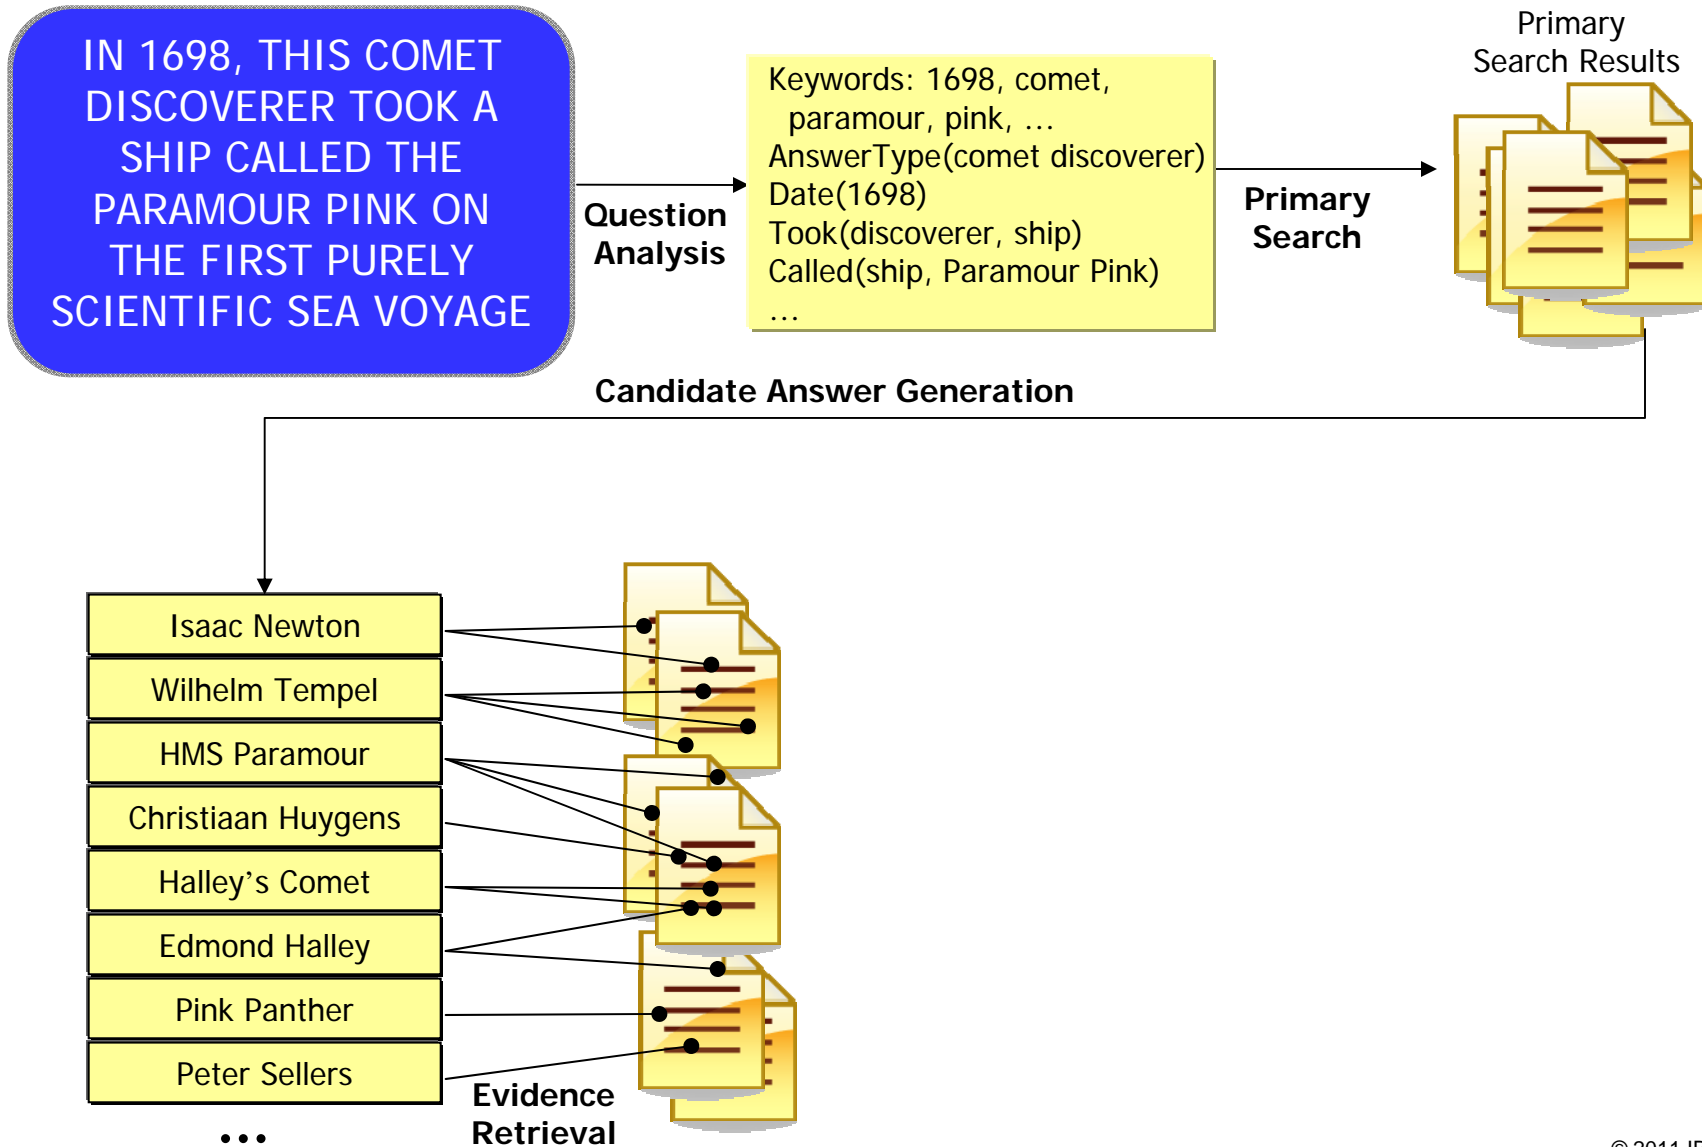 IN 1698, THIS COMET
DISCOVERER TOOK A
SHIP CALLED THE
PARAMOUR PINK ON
THE FIRST PURELY
SCIENTIFIC SEA VOYAGE
Question
Analysis
Keywords: 1698, comet,
paramour, pink, …
AnswerType(comet discoverer)
Date(1698)
Took(discoverer, ship)
Called(ship, Paramour Pink)
…
Primary
Search
Primary
Search Results
Candidate Answer Generation
Isaac Newton
Wilhelm Tempel
HMS Paramour
Christiaan Huygens
Halley’s Comet
Edmond Halley
Pink Panther
Peter Sellers
…
Evidence
Retrieval
© 2011